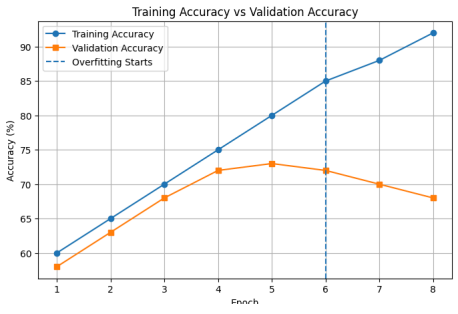 Training Accuracy vs Validation Accuracy
Training Accuracy
Validation Accuracy
Overfitting Starts
Accuracy (%)
90
85
80
75
70
65
60
1 2 3 4 5 6 7 8
Epoch